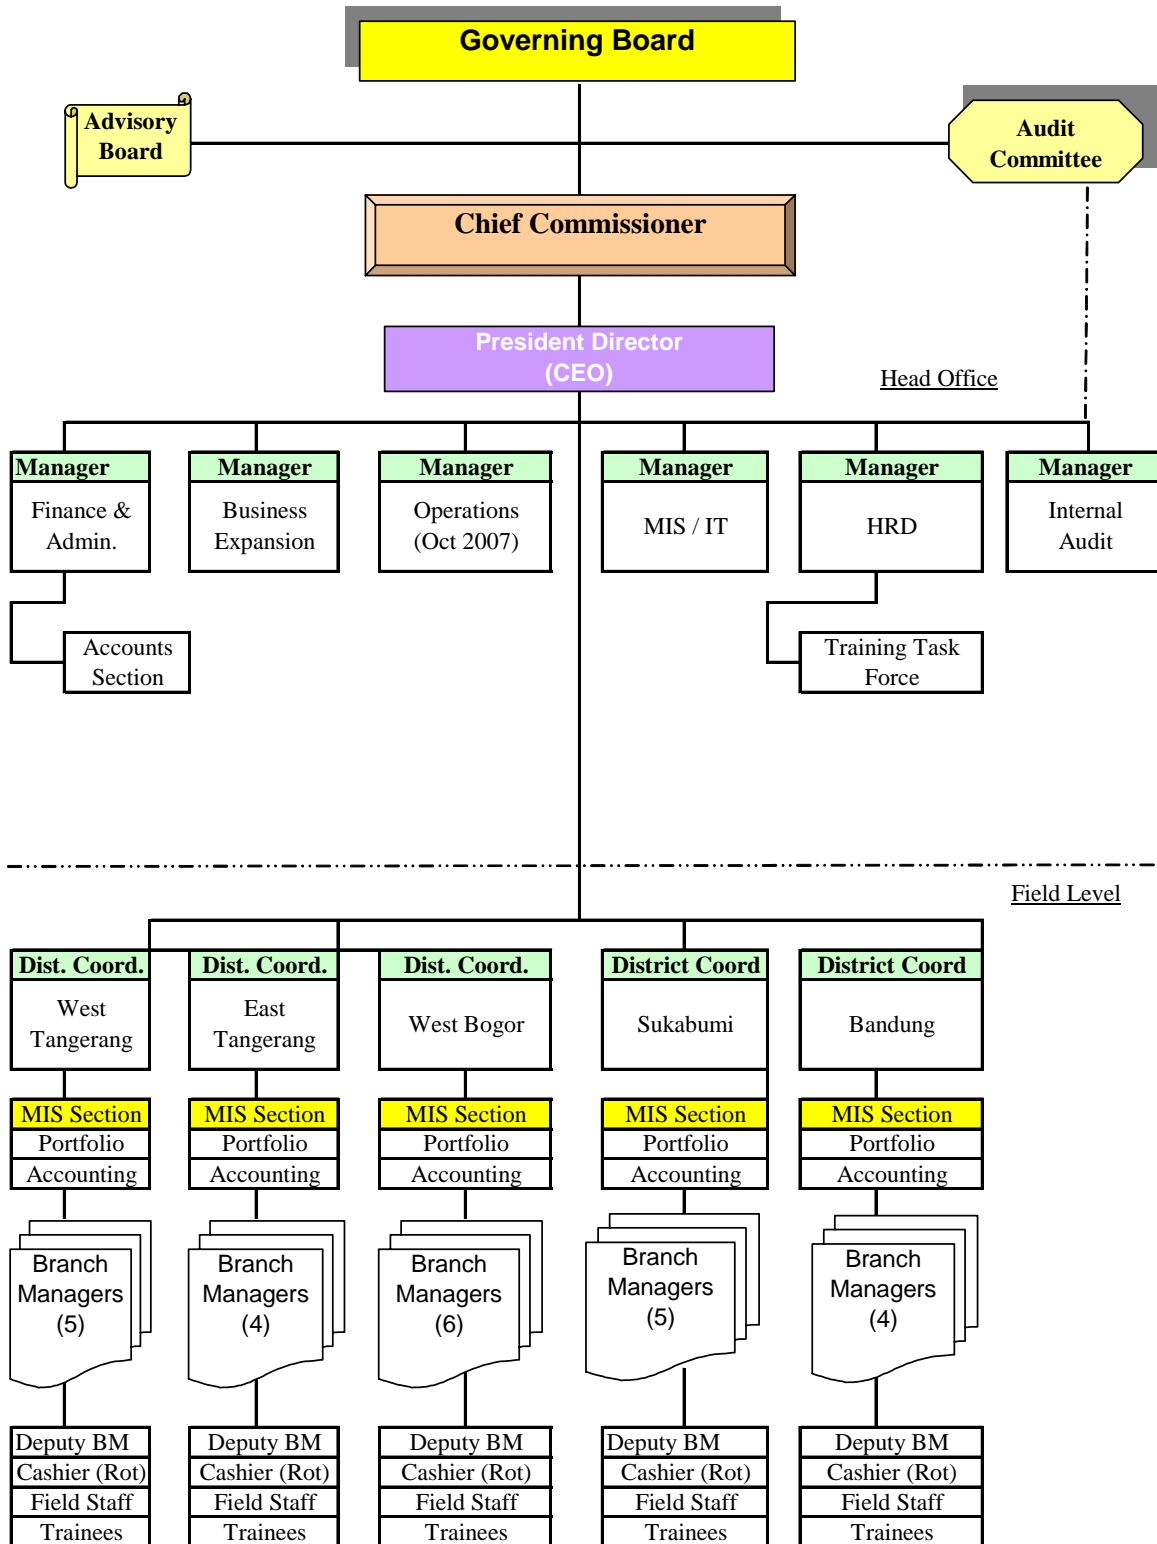 Governing Board
Advisory
Board
Audit
Committee
Chief Commissioner
President Director
(CEO)
Head Office
Manager
Finance &
Admin.
Manager
Business
Expansion
Manager
Operations
(Oct 2007)
Manager
MIS / IT
Manager
HRD
Manager
Internal
Audit
Accounts
Section
Training Task
Force
Field Level
Dist. Coord.
West
Tangerang
Dist. Coord.
East
Tangerang
Dist. Coord.
West Bogor
District Coord
Sukabumi
District Coord
Bandung
MIS Section
Portfolio
Accounting
MIS Section
Portfolio
Accounting
MIS Section
Portfolio
Accounting
MIS Section
Portfolio
Accounting
MIS Section
Portfolio
Accounting
Branch
Managers
(5)
Branch
Managers
(4)
Branch
Managers
(6)
Branch
Managers
(5)
Branch
Managers
(4)
Deputy BM
Cashier (Rot)
Field Staff
Trainees
Deputy BM
Cashier (Rot)
Field Staff
Trainees
Deputy BM
Cashier (Rot)
Field Staff
Trainees
Deputy BM
Cashier (Rot)
Field Staff
Trainees
Deputy BM
Cashier (Rot)
Field Staff
Trainees